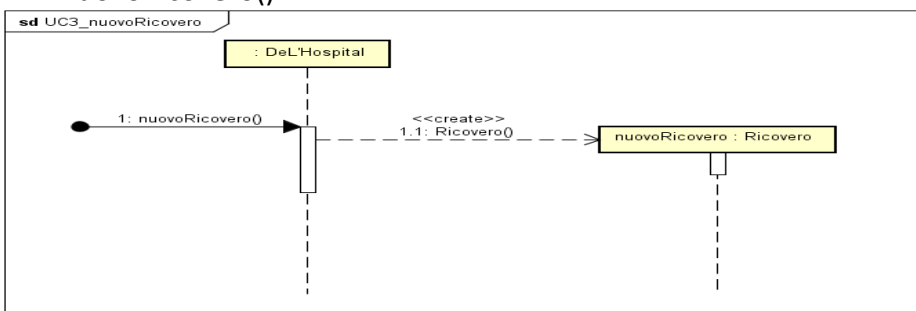 sd UC3_nuovoRicovero
: DeL'Hospital
1: nuovoRicovero()
<<create>>
1.1: Ricovero()
nuovoRicovero : Ricovero